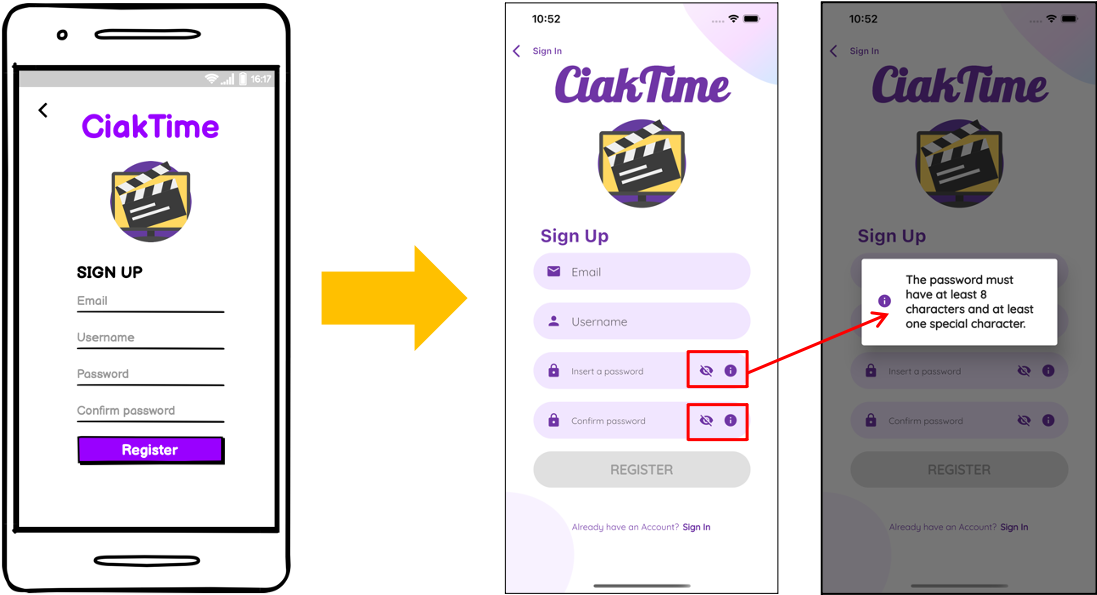 16:17
CiakTime
SIGN UP
Email
Username
Password
Confirm password
Register
10:52
Sign In
CiakTime
Sign Up
Email
Username
Insert a password
Confirm password
REGISTER
Already have an Account? Sign In
10:52
Sign In
CiakTime
Sign Up
The password must
have at least 8
characters and at least
one special character.
Insert a password
Confirm password
REGISTER
Already have an Account? Sign In